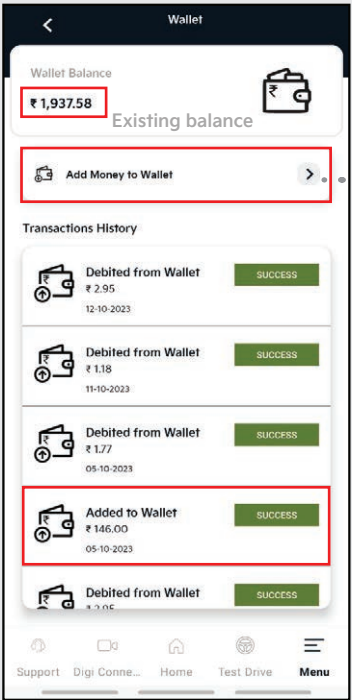 Wallet
Wallet Balance
₹ 1,937.58
Existing balance
Add Money to Wallet
Transactions History
Debited from Wallet
SUCCESS
₹ 2.95
12-10-2023
Debited from Wallet
SUCCESS
₹ 1.18
11-10-2023
Debited from Wallet
SUCCESS
₹ 1.77
05-10-2023
Added to Wallet
SUCCESS
₹ 146.00
05-10-2023
Debited from Wallet
SUCCESS
Support Digi Conne... Home Test Drive Menu